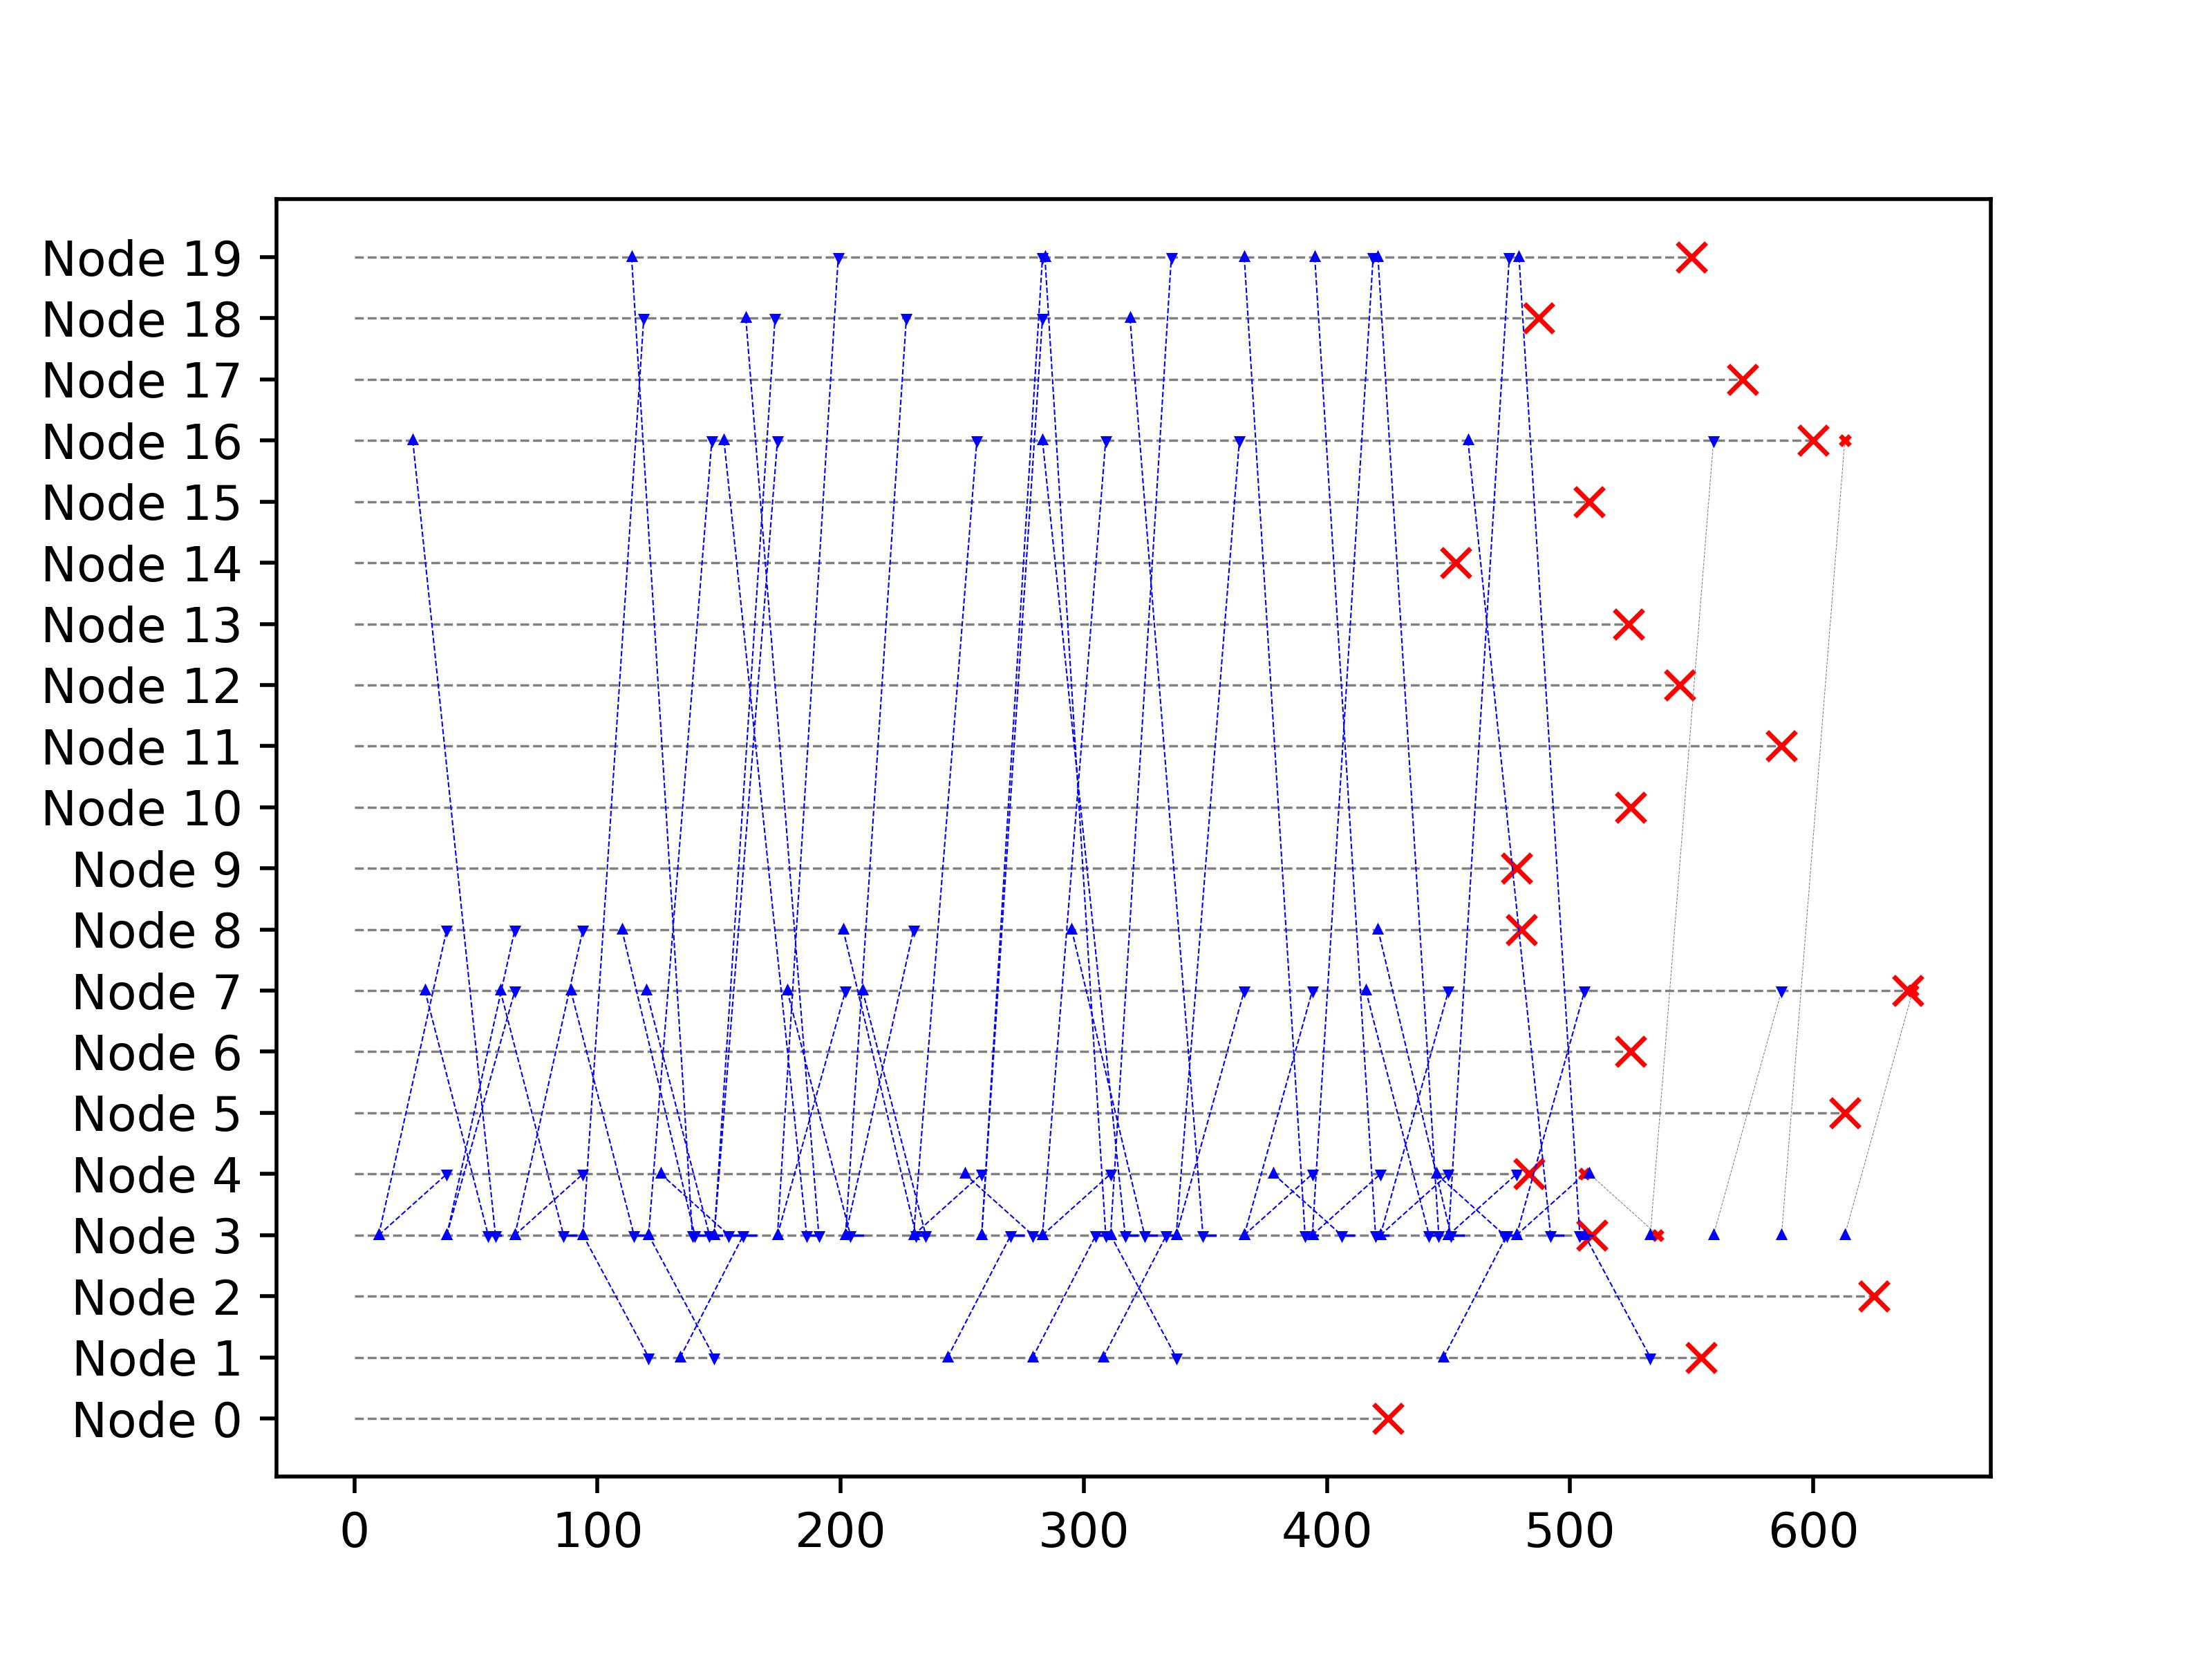 Node 19
Node 18
Node 17
Node 16
Node 15
Node 14
Node 13
Node 12
Node 11
Node 10
Node 9
Node 8
Node 7
Node 6
Node 5
Node 4
Node 3
Node 2
Node 1
Node 0
0 100 200 300 400 500 600